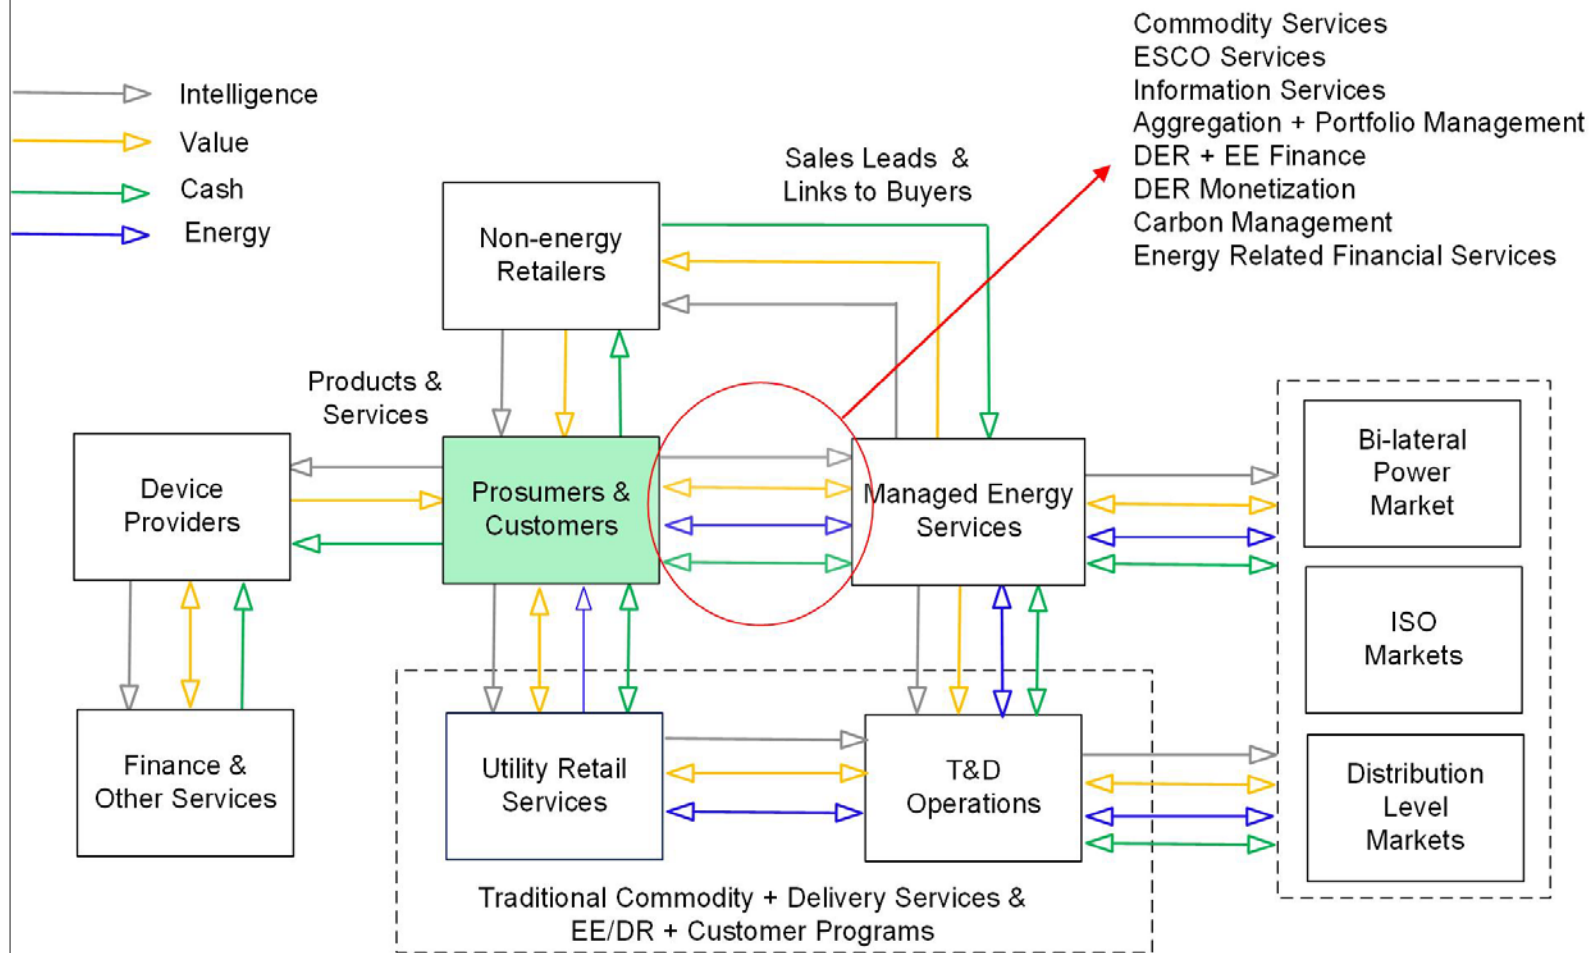 Commodity Services
ESCO Services
Information Services
Aggregation + Portfolio Management
DER + EE Finance
DER Monetization
Carbon Management
Energy Related Financial Services
Intelligence
Value
Cash
Energy
Sales Leads &
Links to Buyers
Non-energy
Retailers
Products &
Services
Device
Providers
Prosumers &
Customers
Managed Energy
Services
Bi-lateral
Power
Market
ISO
Markets
Distribution
Level
Markets
Finance &
Other Services
Utility Retail
Services
T&D
Operations
Traditional Commodity + Delivery Services &
EE/DR + Customer Programs